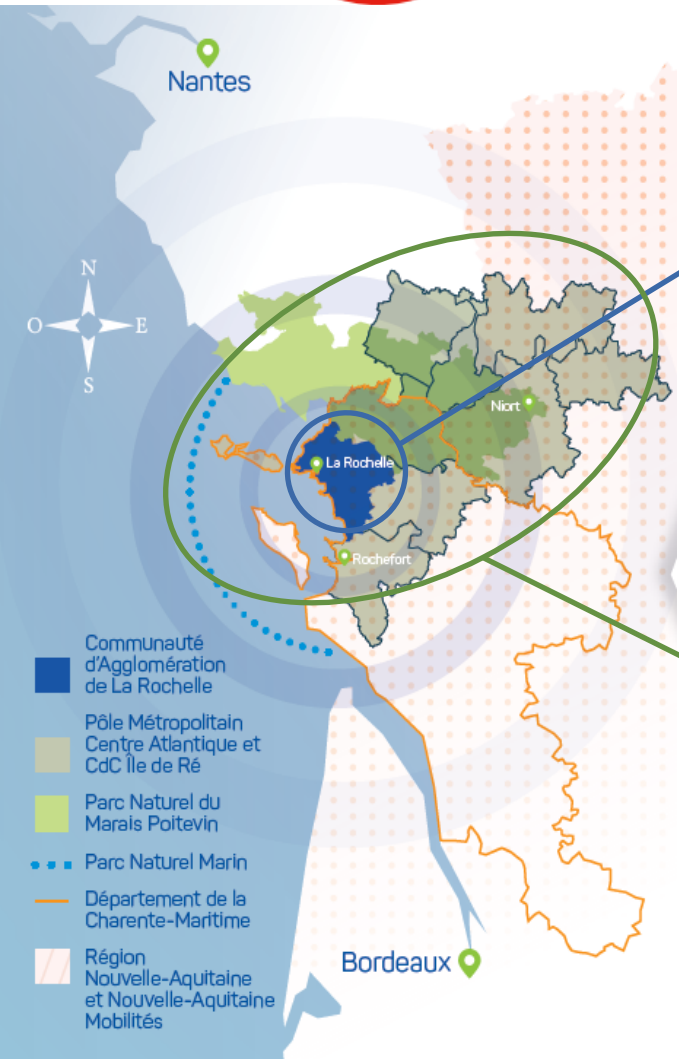 Nantes
N
O
E
S
Niort
La Rochelle
Rochefort
Communauté
d'Agglomération
de La Rochelle
Pôle Métropolitain
Centre Atlantique et
CdC Île de Ré
Parc Naturel du
Marais Poitevin
Parc Naturel Marin
Département de la
Charente-Maritime
Région
Nouvelle-Aquitaine
et Nouvelle-Aquitaine
Mobilités
Bordeaux